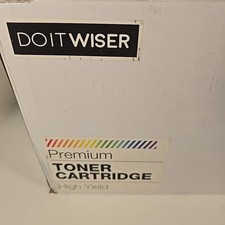 DOITWISER
Premium
TONER
CARTRIDGE
High Yield